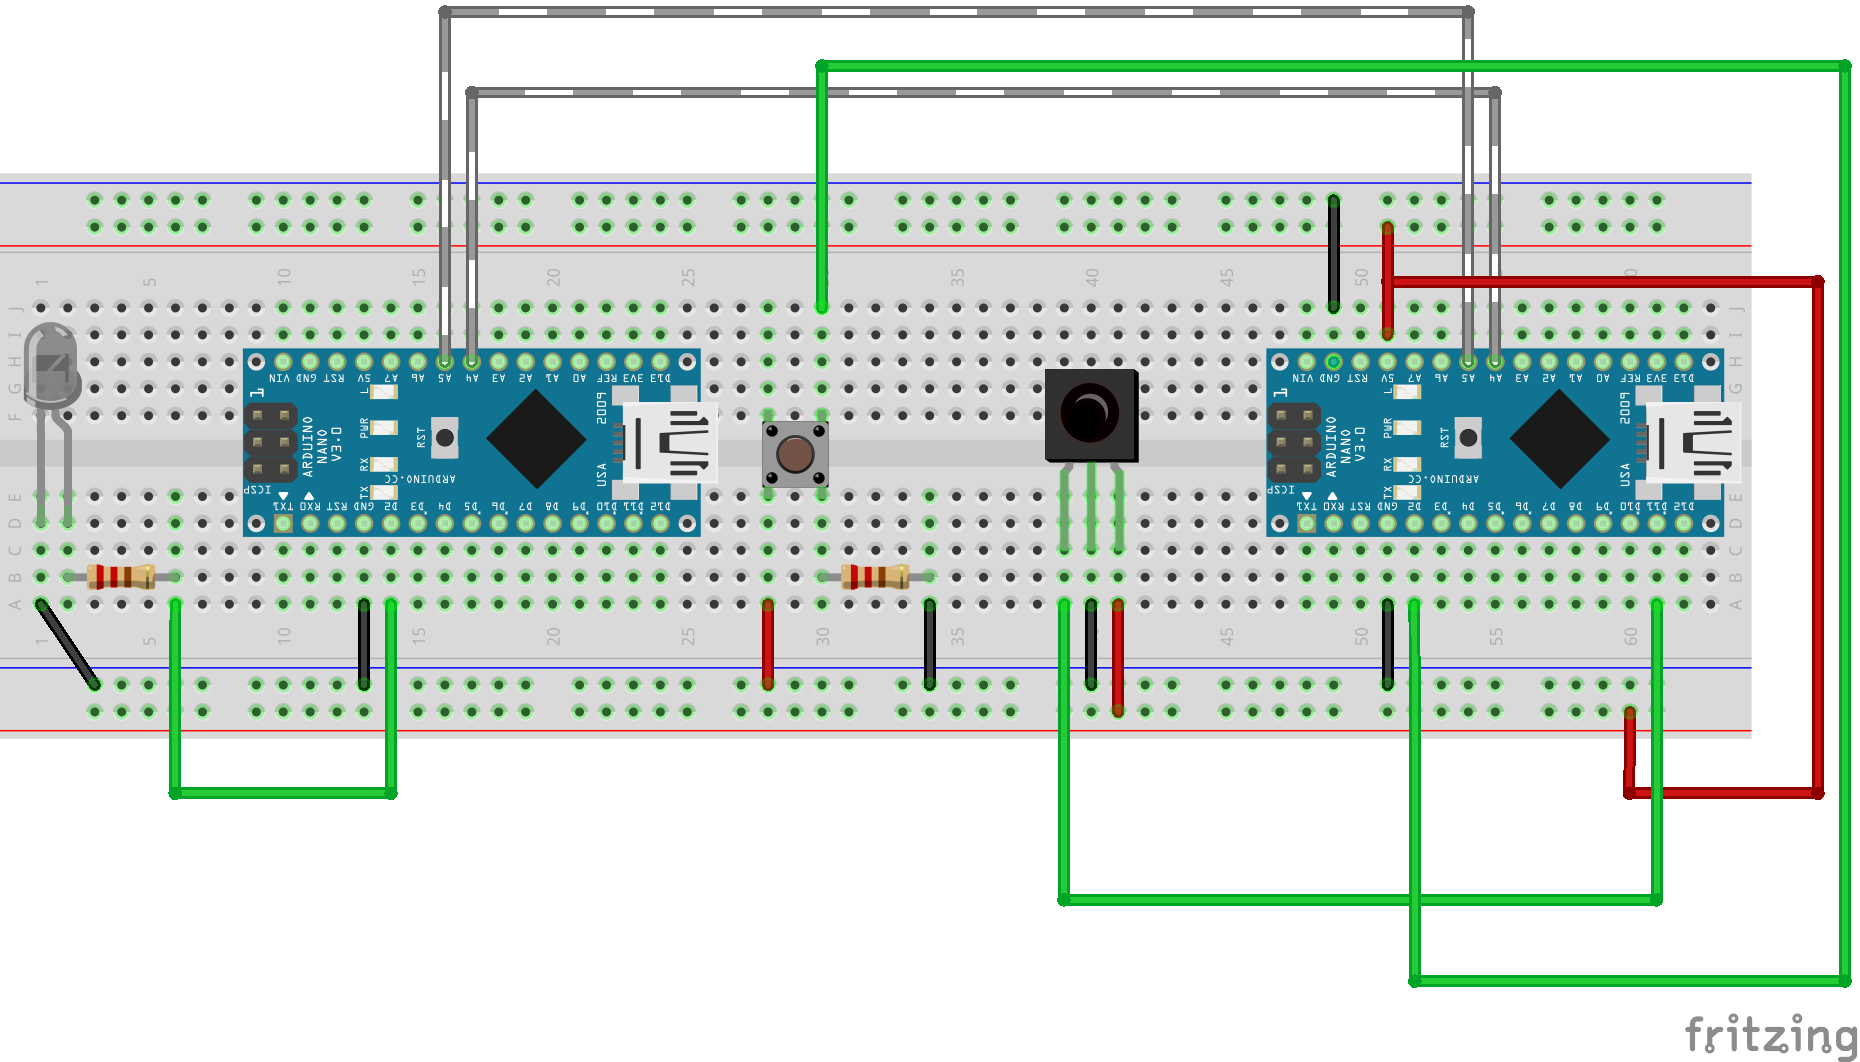 1 5 10 15 20 25 30 35 40 45 50 55 60
J J
I I
H H
G G
F F
E E
D D
C C
B B
A A
VIN GND RST 5V A7 A6 A5 A4 A3 A2 A1 A0 REF 3V3 D13
L
PWR
RX
TX
RST
ARDUINO
NANO
V3.0
ICSP
ARDUINO.CC
USA
2009
1
TX1 RX0 RST GND D2 D3 D4 D5 D6 D7 D8 D9 D10 D11 D12
VIN GND RST 5V A7 A6 A5 A4 A3 A2 A1 A0 REF 3V3 D13
L
PWR
RX
TX
RST
ARDUINO
NANO
V3.0
ICSP
ARDUINO.CC
USA
2009
1
TX1 RX0 RST GND D2 D3 D4 D5 D6 D7 D8 D9 D10 D11 D12
1 5 10 15 20 25 30 35 40 45 50 55 60
fritzing